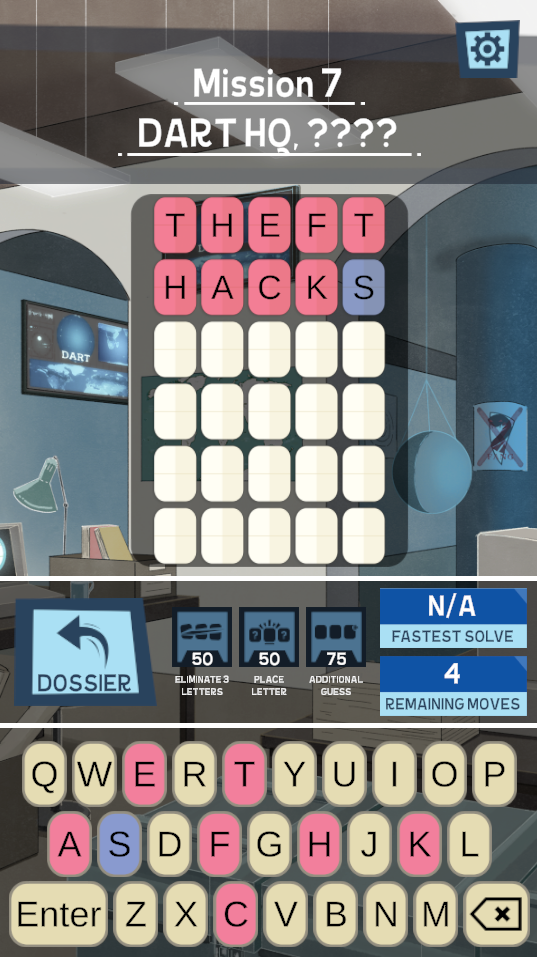 Mission 7
DART HQ, ????
T H E F T
H A C K S
DART
?
DOSSIER
50
ELIMINATE 3
LETTERS
? ?
50
PLACE
LETTER
75
ADDITIONAL
GUESS
N/A
FASTEST SOLVE
4
REMAINING MOVES
Q W E R T Y U I O P
A S D F G H J K L
Enter Z X C V B N M